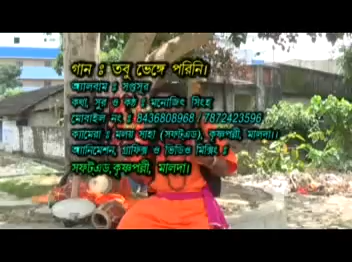 গান ঃ তবু ভেঙ্গে পরিনি।
অ্যালবাম ঃ সপ্তসুর
কথা, সুর ও কন্ঠ ঃ মনোজিৎ সিংহ
মোবাইল নং ঃ 8436808968 / 7872423596
ক্যামেরা ঃ মলয় সাহা (সফটএড), কৃষ্ণপল্লী, মালদা।।
অ্যানিমেশন, গ্রাফিক্স ও ভিডিও মিক্সিং ঃ
সফটএড,কৃষ্ণপল্লী, মালদা।